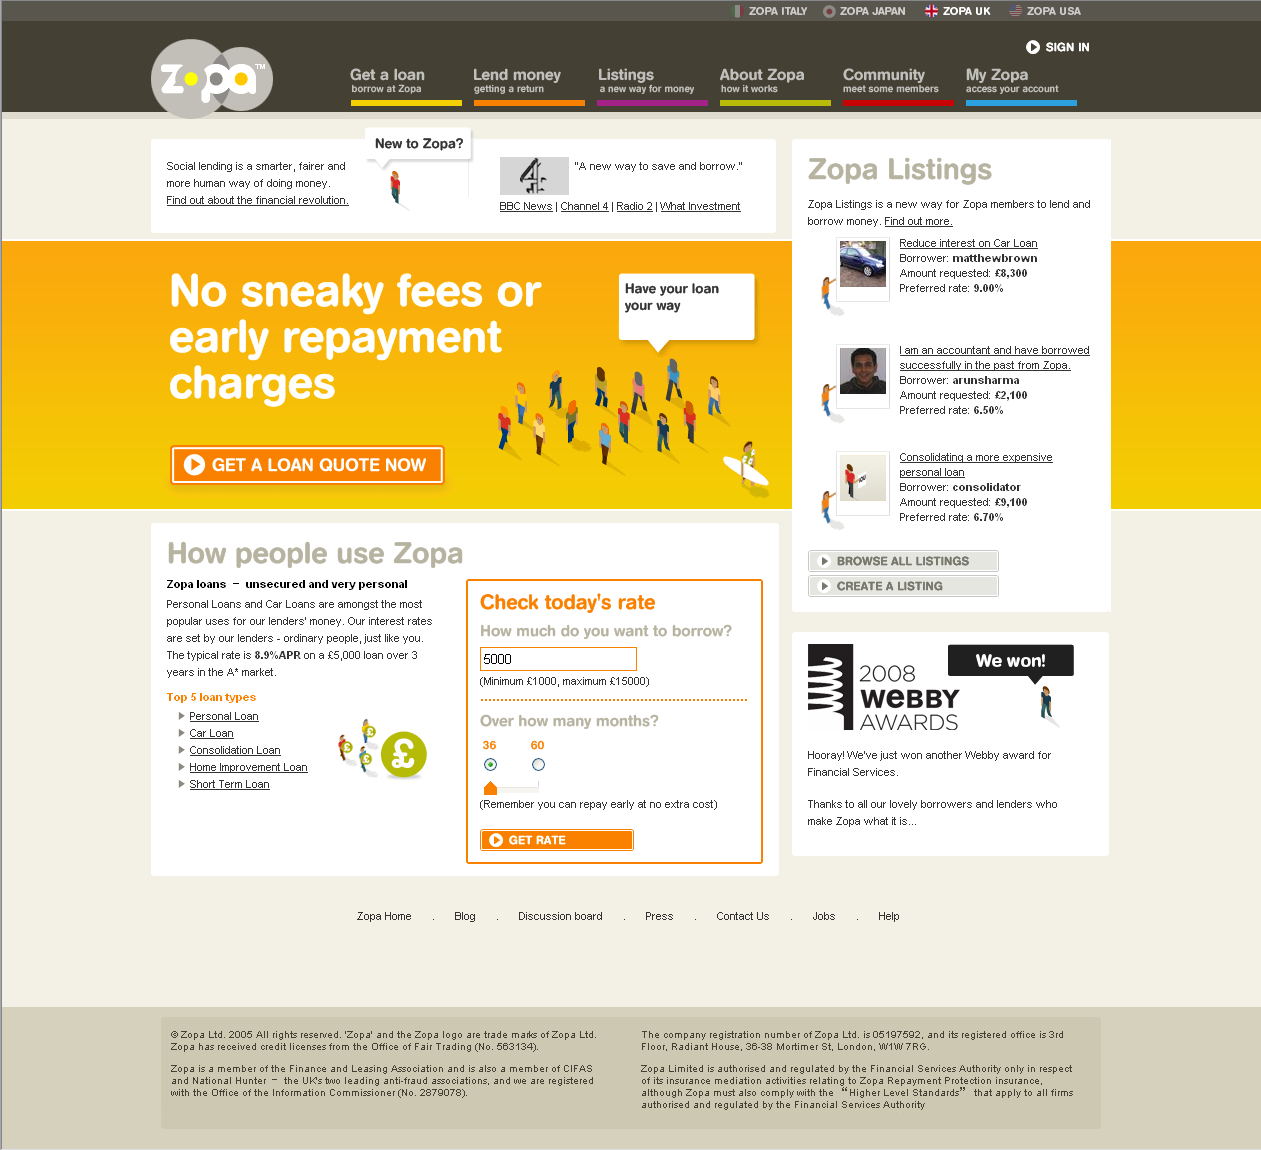 ZOPA ITALY
ZOPA JAPAN
ZOPA UK
ZOPA USA
SIGN IN
zopa™
Get a loan
borrow at Zopa
Lend money
getting a return
Listings
a new way for money
About Zopa
how it works
Community
meet some members
My Zopa
access your account
Social lending is a smarter, fairer and
more human way of doing money.
Find out about the financial revolution.
New to Zopa?
4
"A new way to save and borrow."
BBC News | Channel 4 | Radio 2 | What Investment
No sneaky fees or
early repayment
charges
GET A LOAN QUOTE NOW
Have your loan
your way
Zopa Listings
Zopa Listings is a new way for Zopa members to lend and
borrow money. Find out more.
Reduce interest on Car Loan
Borrower: matthewbrown
Amount requested: £8,300
Preferred rate: 9.00%
I am an accountant and have borrowed
successfully in the past from Zopa.
Borrower: arunsharma
Amount requested: £2,100
Preferred rate: 6.50%
Consolidating a more expensive
personal loan
Borrower: consolidator
Amount requested: £9,100
Preferred rate: 6.70%
BROWSE ALL LISTINGS
CREATE A LISTING
How people use Zopa
Zopa loans – unsecured and very personal
Personal Loans and Car Loans are amongst the most
popular uses for our lenders' money. Our interest rates
are set by our lenders - ordinary people, just like you.
The typical rate is 8.9%APR on a £5,000 loan over 3
years in the A* market.
Top 5 loan types
Personal Loan
Car Loan
Consolidation Loan
Home Improvement Loan
Short Term Loan
£
Check today's rate
How much do you want to borrow?
5000
(Minimum £1000, maximum £15000)
Over how many months?
36 60
(Remember you can repay early at no extra cost)
GET RATE
2008
WEBBY
AWARDS
We won!
Hooray! We've just won another Webby award for
Financial Services.
Thanks to all our lovely borrowers and lenders who
make Zopa what it is...
Zopa Home . Blog . Discussion board . Press . Contact Us . Jobs . Help
© Zopa Ltd. 2005 All rights reserved. 'Zopa' and the Zopa logo are trade marks of Zopa Ltd.
Zopa has received credit licenses from the Office of Fair Trading (No. 563134).
Zopa is a member of the Finance and Leasing Association and is also a member of CIFAS
and National Hunter – the UK's two leading anti-fraud associations, and we are registered
with the Office of the Information Commissioner (No. 2879078).
The company registration number of Zopa Ltd. is 05197592, and its registered office is 3rd
Floor, Radiant House, 36-38 Mortimer St, London, W1W 7RG.
Zopa Limited is authorised and regulated by the Financial Services Authority only in respect
of its insurance mediation activities relating to Zopa Repayment Protection insurance,
although Zopa must also comply with the “Higher Level Standards” that apply to all firms
authorised and regulated by the Financial Services Authority